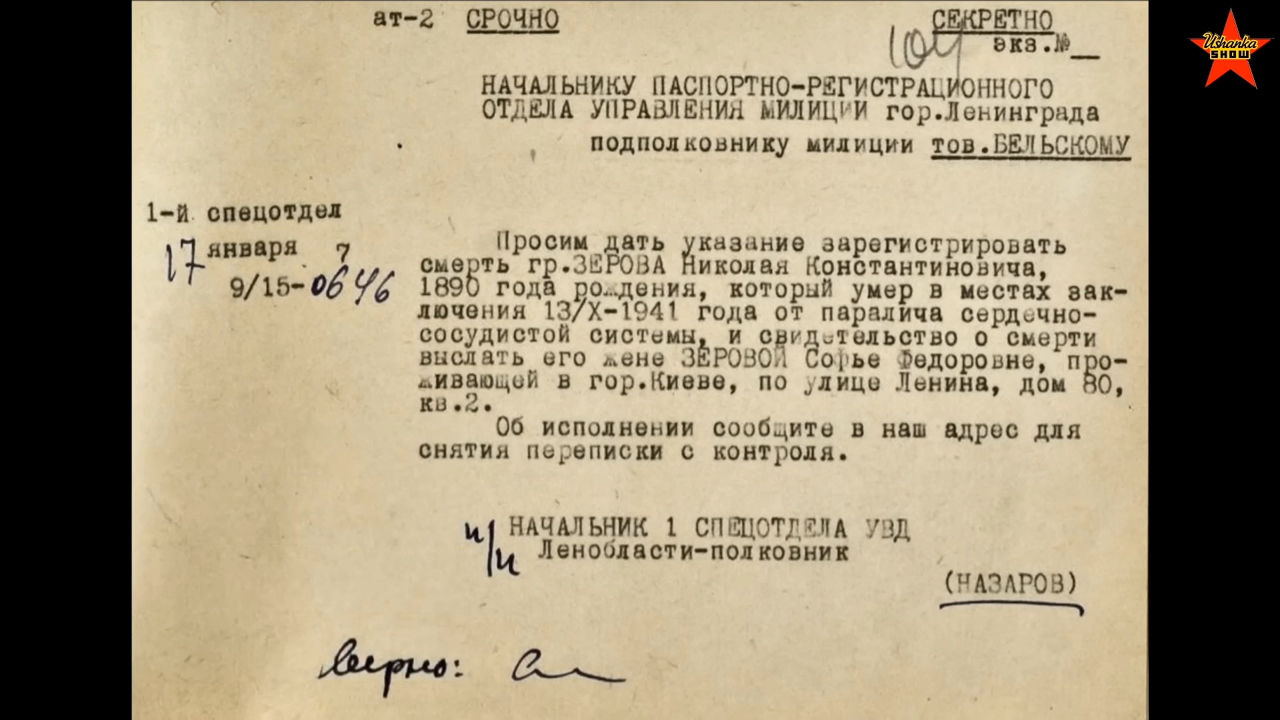 ат-2 СРОЧНО
СЕКРЕТНО
104 экз.№__
Ushanka
SHOW
НАЧАЛЬНИКУ ПАСПОРТНО-РЕГИСТРАЦИОННОГО
ОТДЕЛА УПРАВЛЕНИЯ МИЛИЦИИ гор.Ленинграда
подполковнику милиции тов.БЕЛЬСКОМУ
1-й спецотдел
17 января 7
9/15-0646
Просим дать указание зарегистрировать
смерть гр.ЗЕРОВА Николая Константиновича,
1890 года рождения, который умер в местах зак-
лючения 13/X-1941 года от паралича сердечно-
сосудистой системы, и свидетельство о смерти
выслать его жене ЗЕРОВОЙ Софье Федоровне, про-
живающей в гор.Киеве, по улице Ленина, дом 80,
кв.2.
Об исполнении сообщите в наш адрес для
снятия переписки с контроля.
п/п НАЧАЛЬНИК 1 СПЕЦОТДЕЛА УВД
Ленобласти-полковник
(НАЗАРОВ)
Верно: